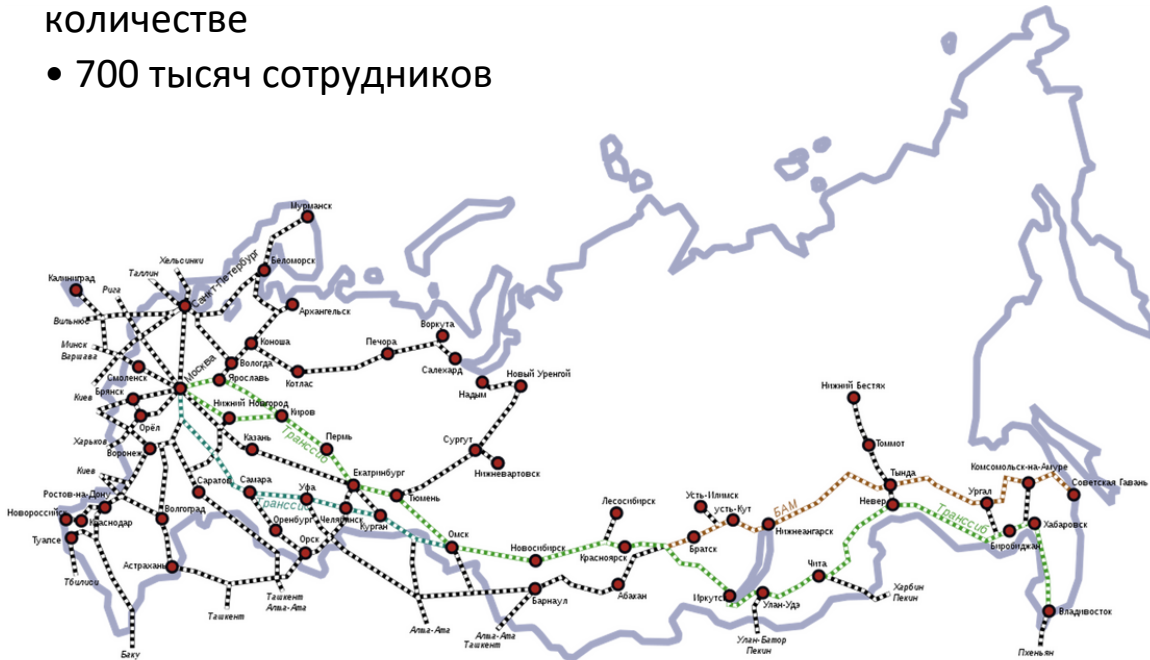 количестве
• 700 тысяч сотрудников
Мурманск
Хельсинки
Санкт-Петербург
Беломорск
Таллин
Калининград
Рига
Архангельск
Вильнюс
Воркута
Коноша
Печора
Минск
Варшава
Москва
Вологда
Салехард
Смоленск
Ярославль
Котлас
Новый Уренгой
Надым
Нижний Бестях
Брянск
Киев
Нижний Новгород
Киров
Орёл
Транссиб
Харьков
Казань
Пермь
Сургут
Томмот
Воронеж
Нижневартовск
Киев
Екатинбург
Тында
Комсомольск-на-Амуре
Саратов
Самара
Уфа
Тюмень
Ростов-на-Дону
Транссиб
Лесосибирск
Усть-Илимск
усть-Кут
БАМ
Невер
Ургал
Советская Гавань
Новороссийск
Краснодар
Волгоград
Челябинск
Курган
Оренбург
Транссиб
Хабаровск
Туапсе
Орск
Омск
Новосибирск
Красноярск
Братск
Нижнеангарск
Биробиджан
Астрахань
Тбилиси
Чита
Ташкент
Алма-Ата
Барнаул
Абакан
Иркутск
Улан-Удэ
Харбин
Пекин
Владивосток
Ташкент
Алма-Ата
Алма-Ата
Ташкент
Улан-Батор
Пекин
Баку
Пхеньян